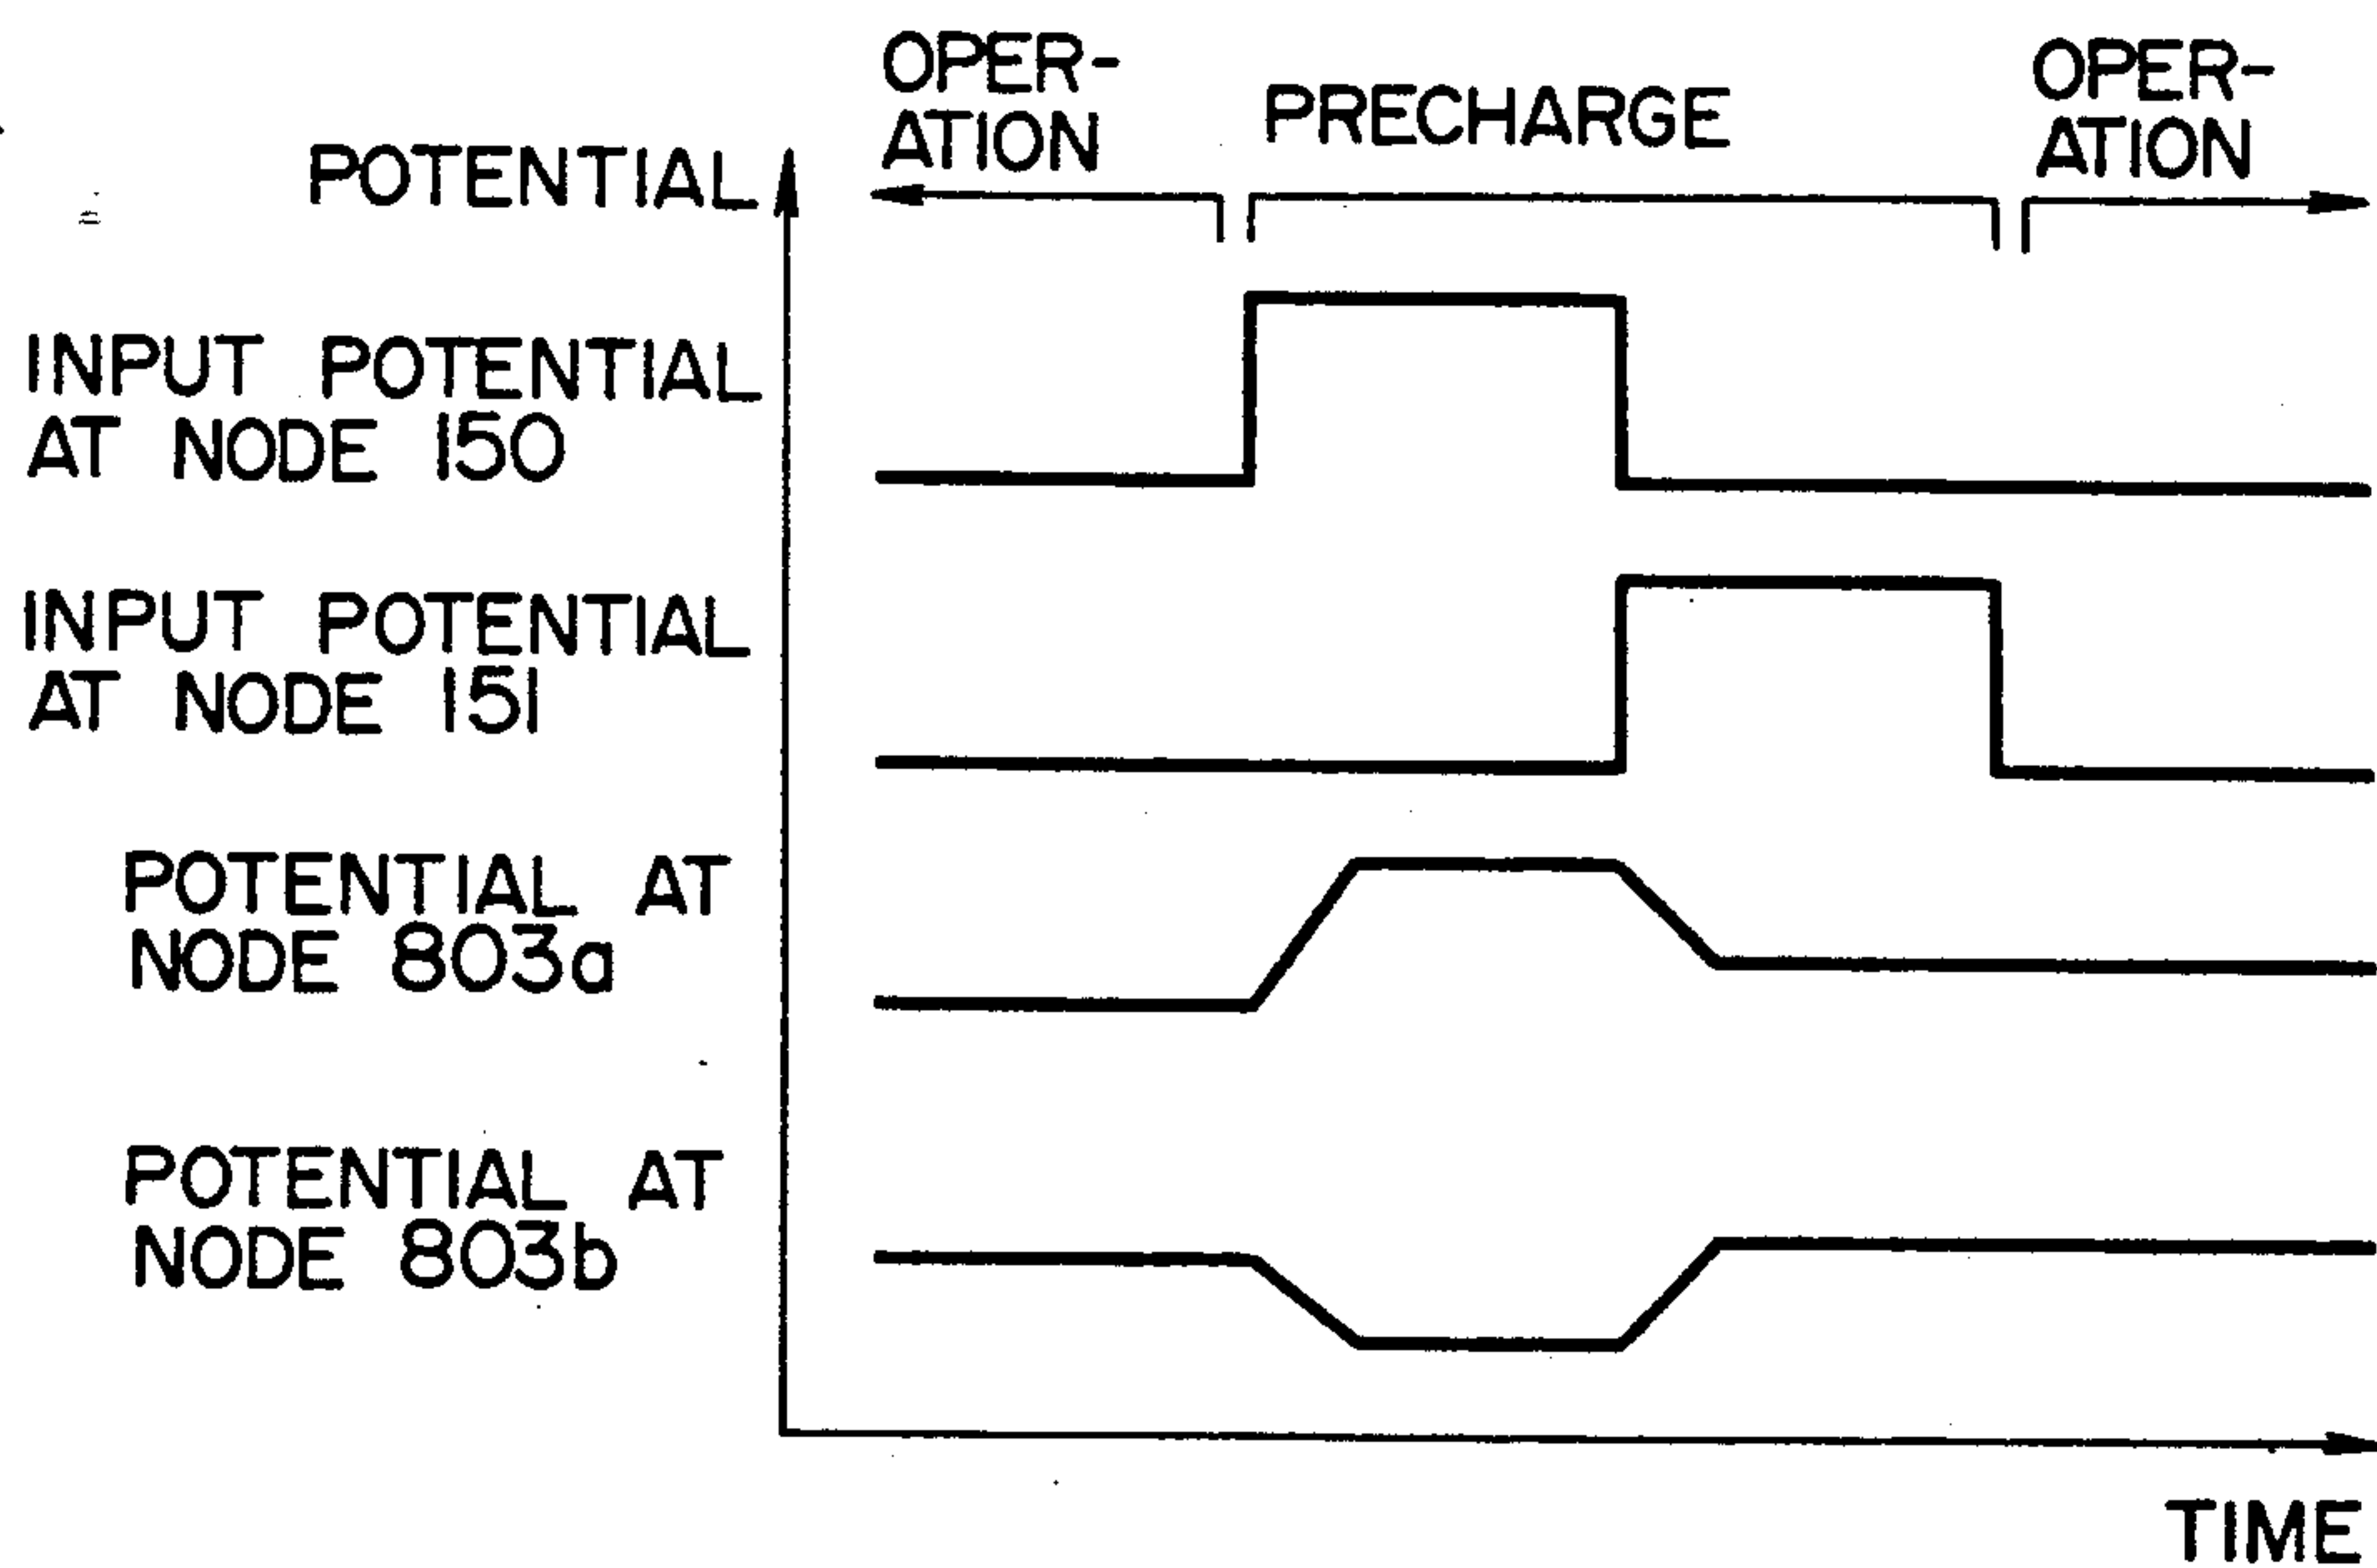 OPER-
ATION
PRECHARGE
OPER-
ATION
POTENTIAL
INPUT POTENTIAL
AT NODE 150
INPUT POTENTIAL
AT NODE 151
POTENTIAL AT
NODE 803a
POTENTIAL AT
NODE 803b
TIME